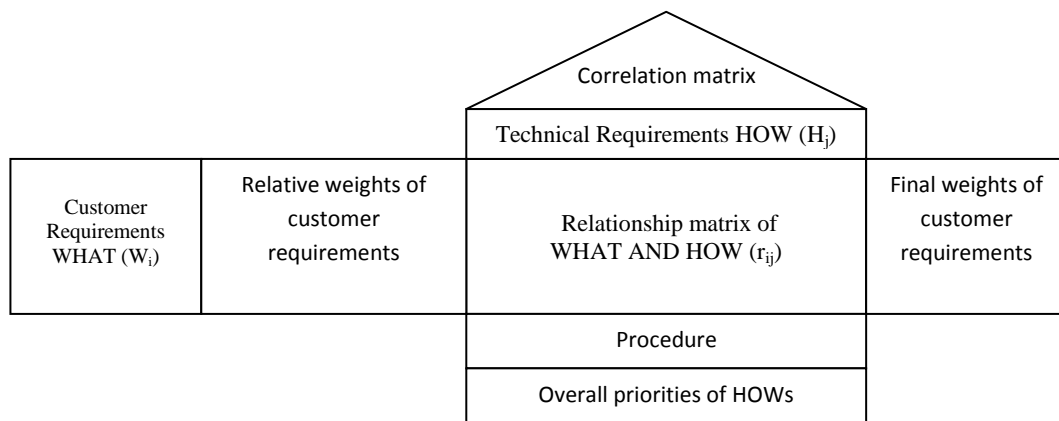 Correlation matrix
Technical Requirements HOW (Hj)
Customer
Requirements
WHAT (Wi)
Relative weights of
customer
requirements
Relationship matrix of
WHAT AND HOW (rij)
Final weights of
customer
requirements
Procedure
Overall priorities of HOWs